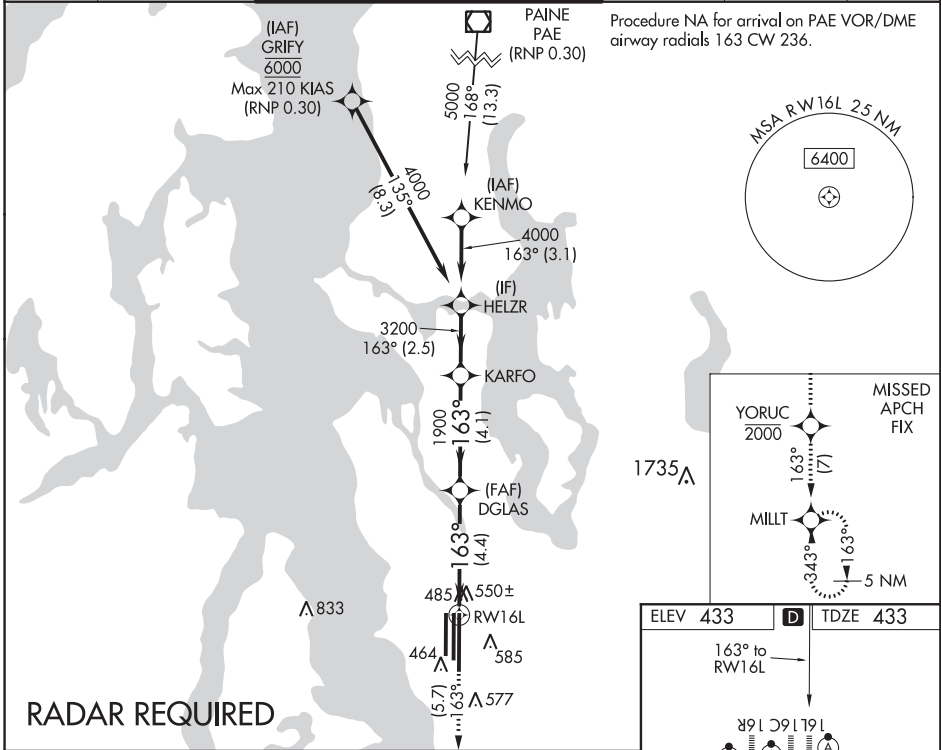 (IAF)
GRIFY
6000
Max 210 KIAS
(RNP 0.30)
PAINE
PAE
(RNP 0.30)
Procedure NA for arrival on PAE VOR/DME
airway radials 163 CW 236.
5000
168°
(13.3)
MSA RW16L 25 NM
6400
4000
135°
(8.3)
(IAF)
KENMO
4000
163° (3.1)
(IF)
HELZR
3200
163° (2.5)
KARFO
1900
163°
(4.1)
(FAF)
DGLAS
163°
(4.4)
1735
MISSED
APCH
FIX
YORUC
2000
163°
(7)
MILLT
343°
163°
5 NM
833
485
550±
RW16L
464
585
(5.7)
163°
577
RADAR REQUIRED
ELEV 433
D
TDZE 433
163° to
RW16L
16R
16C
16L
A